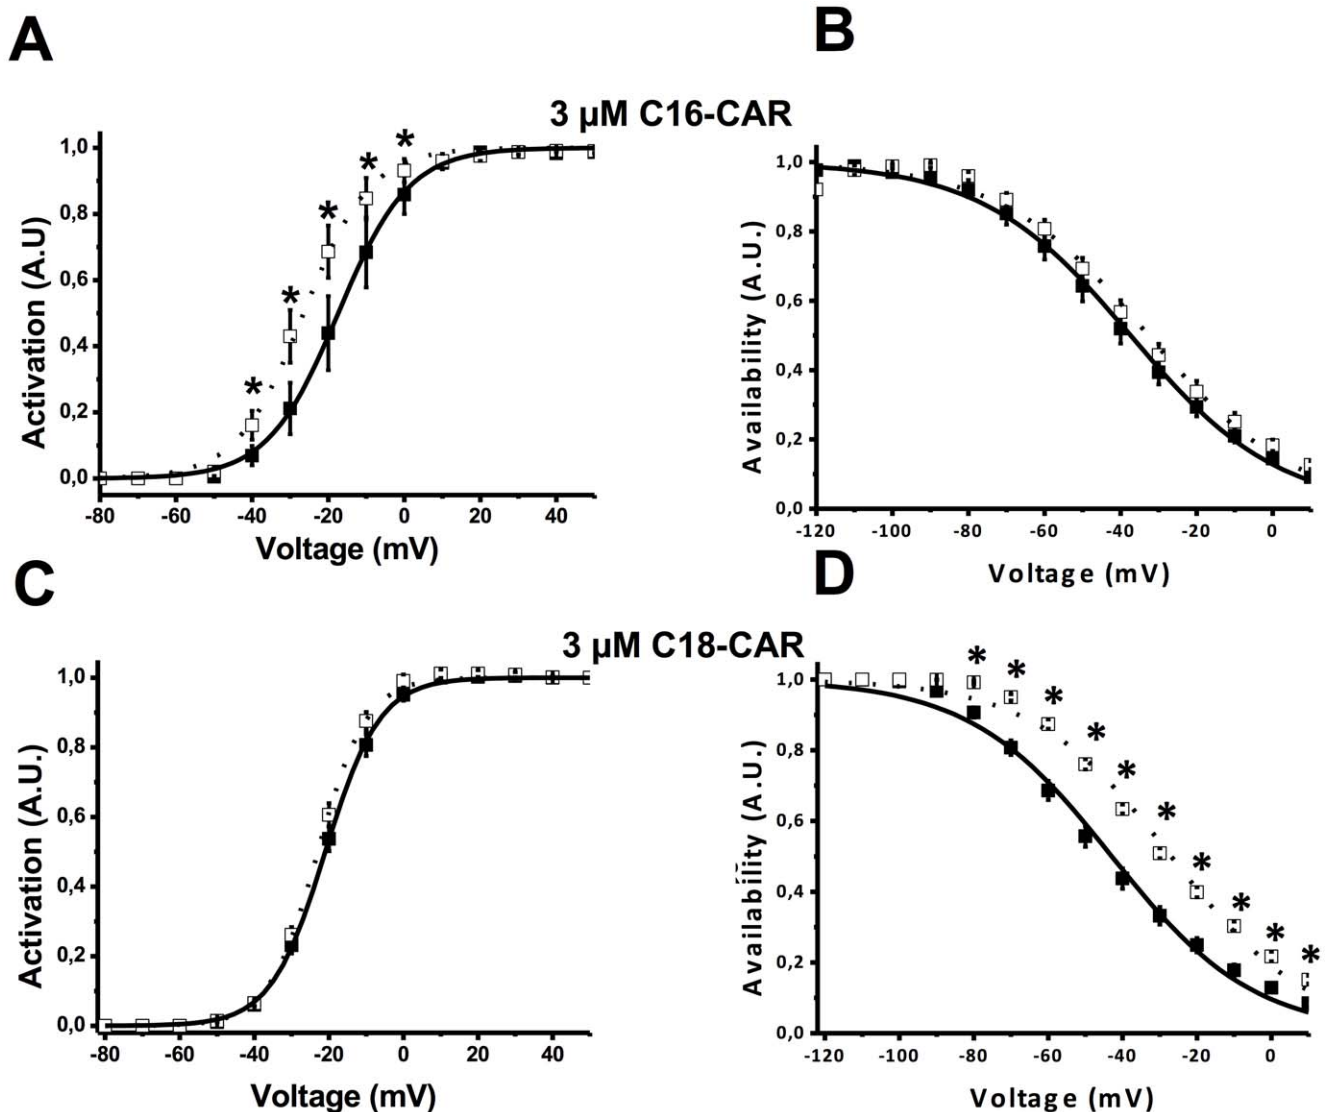 A
B
3 µM C16-CAR
Activation (A.U)
1,0
0,8
0,6
0,4
0,2
0,0
-80 -60 -40 -20 0 20 40
Voltage (mV)
* * * * *
Availability (A.U.)
1,0
0,8
0,6
0,4
0,2
0,0
-120 -100 -80 -60 -40 -20 0
Voltage (mV)
C
D
3 µM C18-CAR
Activation (A.U.)
1,0
0,8
0,6
0,4
0,2
0,0
-80 -60 -40 -20 0 20 40
Voltage (mV)
Availability (A.U.)
1,0
0,8
0,6
0,4
0,2
0,0
-120 -100 -80 -60 -40 -20 0
Voltage (mV)
* * * * * * * * * *